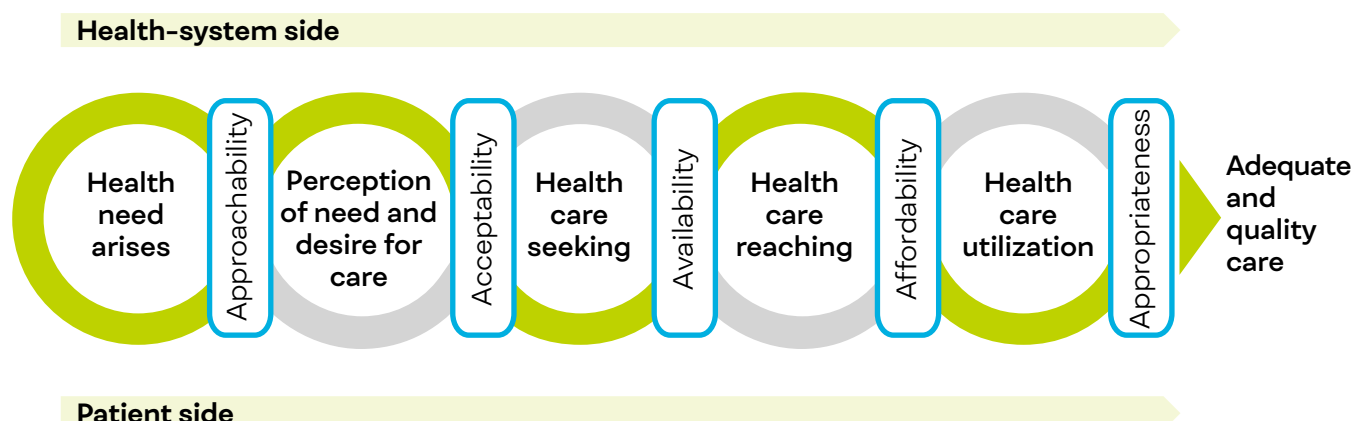 Health-system side
Health
need
arises
Approachability
Perception
of need and
desire for
care
Acceptability
Health
care
seeking
Availability
Health
care
reaching
Affordability
Health
care
utilization
Appropriateness
Adequate
and
quality
care
Patient side